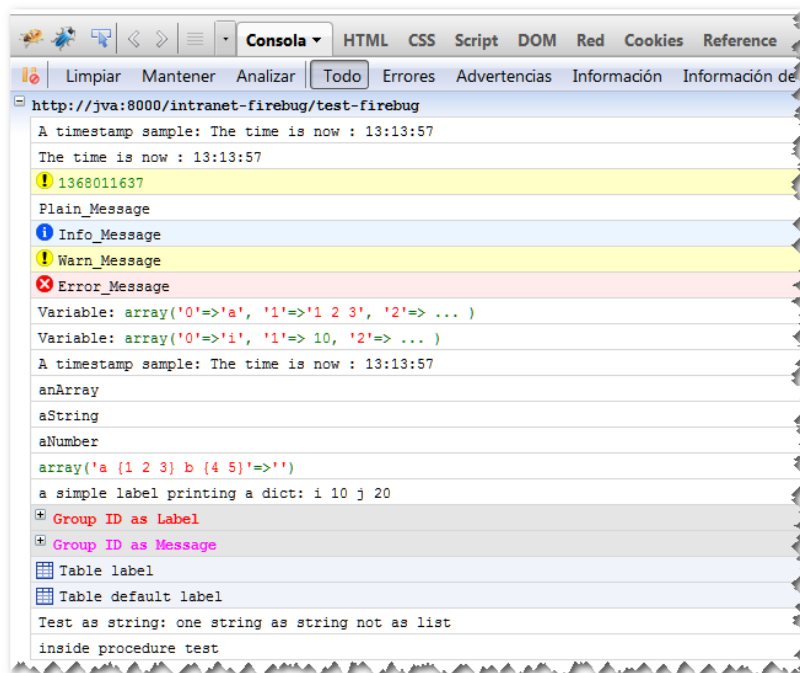 Consola HTML CSS Script DOM Red Cookies Reference
Limpiar Mantener Analizar Todo Errores Advertencias Información Información de
http://jva:8000/intranet-firebug/test-firebug
A timestamp sample: The time is now : 13:13:57
The time is now : 13:13:57
1368011637
Plain_Message
Info_Message
Warn_Message
Error_Message
Variable: array('0'=>'a', '1'=>'1 2 3', '2'=> ... )
Variable: array('0'=>'i', '1'=> 10, '2'=> ... )
A timestamp sample: The time is now : 13:13:57
anArray
aString
aNumber
array('a {1 2 3} b {4 5}'=>'')
a simple label printing a dict: i 10 j 20
Group ID as Label
Group ID as Message
Table label
Table default label
Test as string: one string as string not as list
inside procedure test